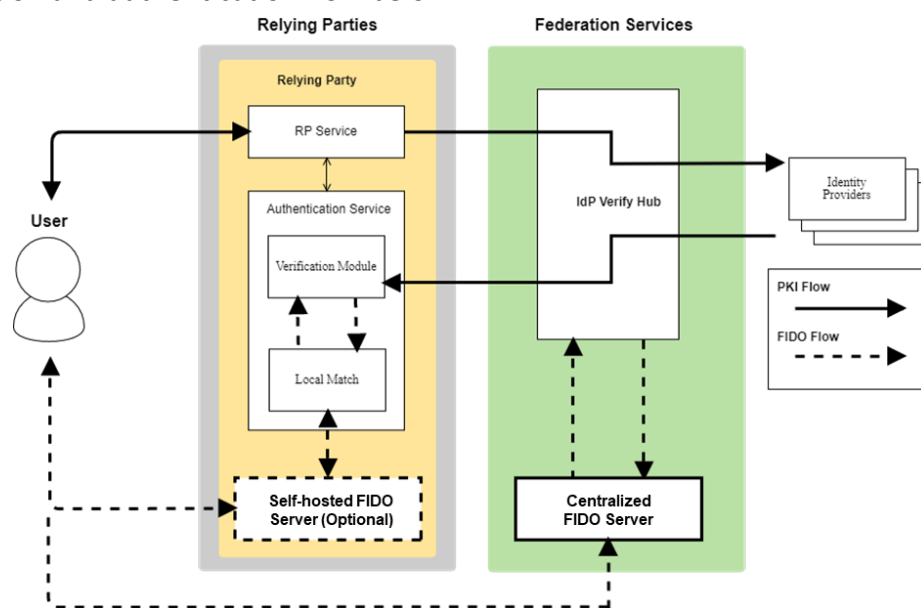 Relying Parties
Federation Services
Relying Party
RP Service
Authentication Service
Verification Module
Local Match
Self-hosted FIDO
Server (Optional)
IdP Verify Hub
Centralized
FIDO Server
Identity
Providers
User
PKI Flow
FIDO Flow